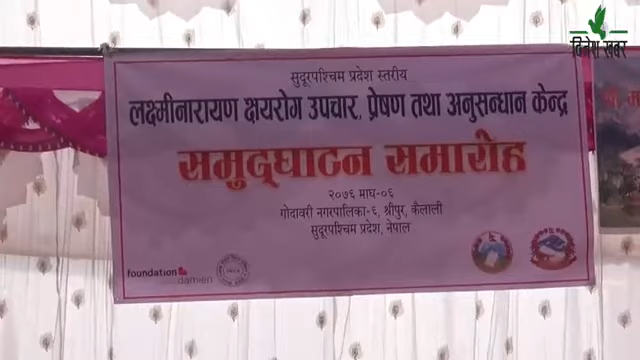 दिनेश खबर
सुदूरपश्चिम प्रदेश स्तरीय
लक्ष्मीनारायण क्षयरोग उपचार, प्रेषण तथा अनुसन्धान केन्द्र
समुद्घाटन समारोह
२०७६ माघ-०६
गोदावरी नगरपालिका-६, श्रीपुर, कैलाली
सुदूरपश्चिम प्रदेश, नेपाल
foundation
damien